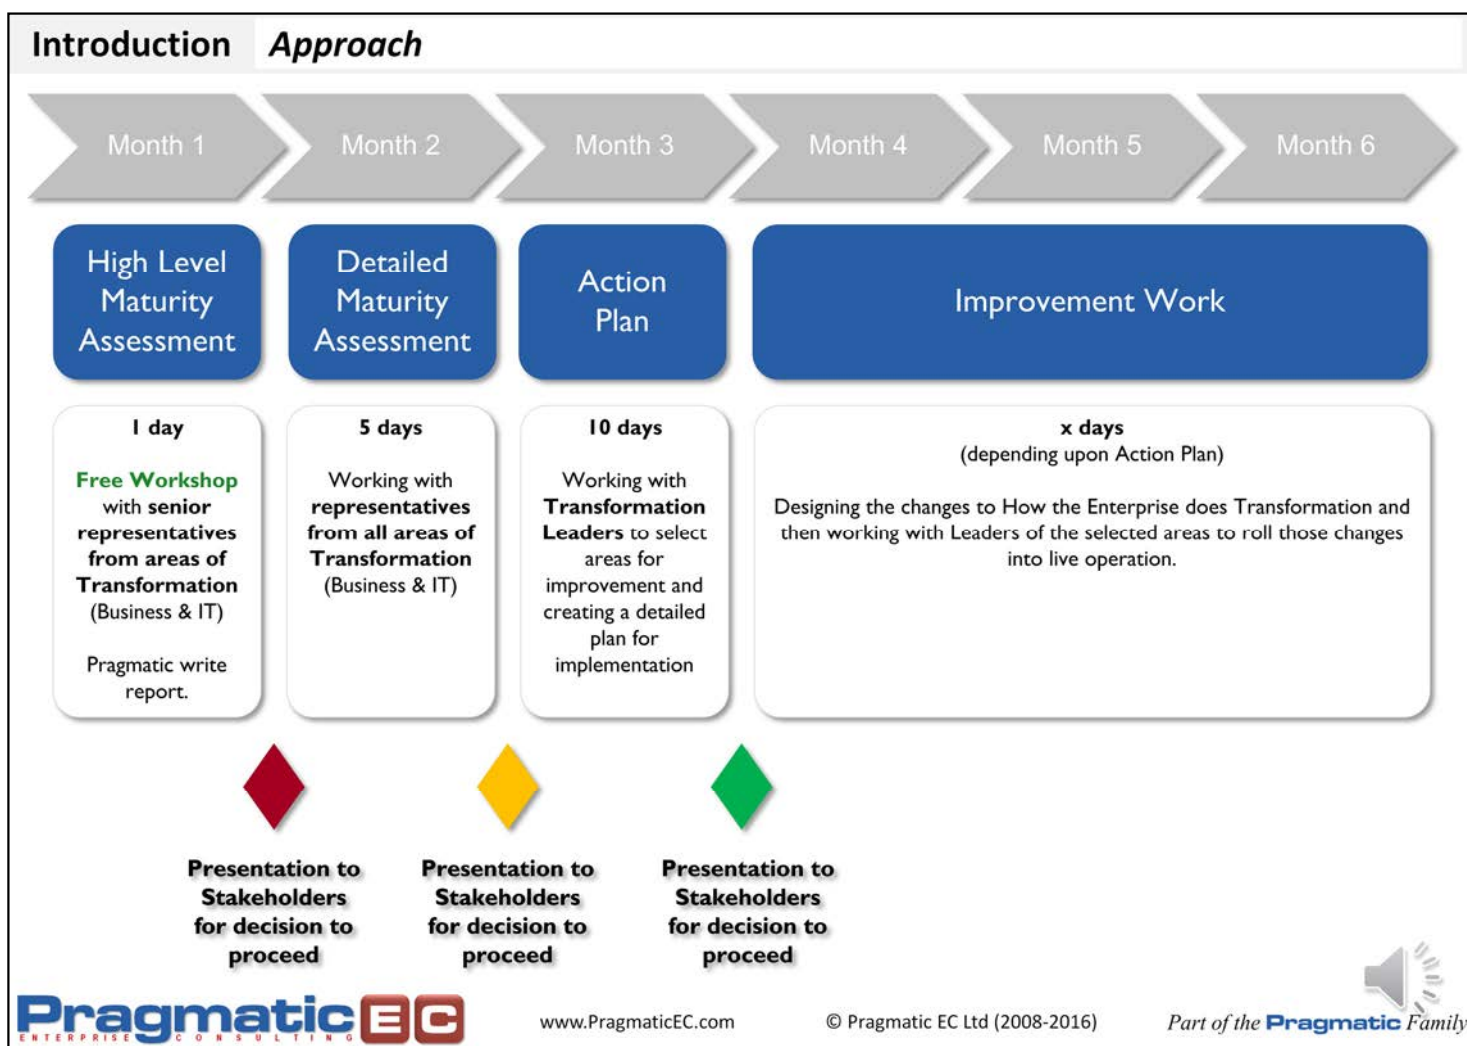 Introduction Approach
Month 1
Month 2
Month 3
Month 4
Month 5
Month 6
High Level
Maturity
Assessment
Detailed
Maturity
Assessment
Action
Plan
Improvement Work
1 day
Free Workshop
with senior
representatives
from areas of
Transformation
(Business & IT)
Pragmatic write
report.
5 days
Working with
representatives
from all areas of
Transformation
(Business & IT)
10 days
Working with
Transformation
Leaders to select
areas for
improvement and
creating a detailed
plan for
implementation
x days
(depending upon Action Plan)
Designing the changes to How the Enterprise does Transformation and
then working with Leaders of the selected areas to roll those changes
into live operation.
Presentation to
Stakeholders
for decision to
proceed
Presentation to
Stakeholders
for decision to
proceed
Presentation to
Stakeholders
for decision to
proceed
Pragmatic EC
ENTERPRISE CONSULTING
www.PragmaticEC.com
© Pragmatic EC Ltd (2008-2016)
Part of the Pragmatic Family